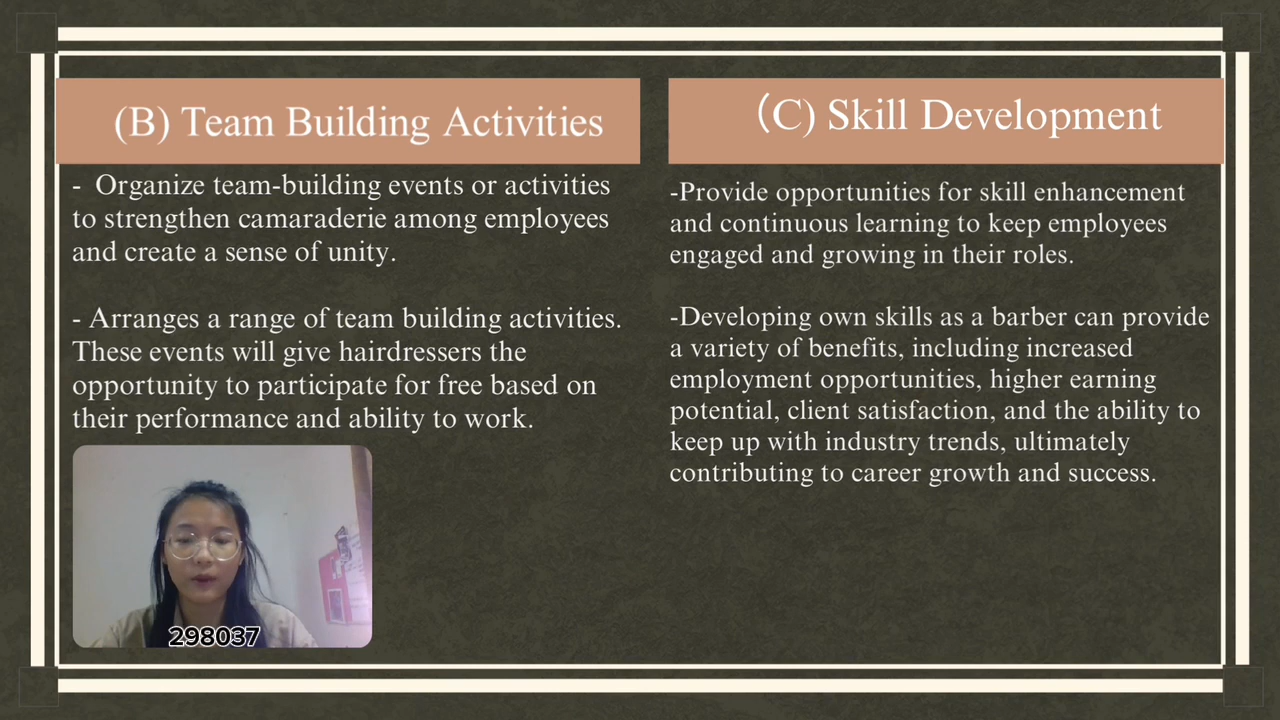 (B) Team Building Activities
- Organize team-building events or activities
to strengthen camaraderie among employees
and create a sense of unity.
- Arranges a range of team building activities.
These events will give hairdressers the
opportunity to participate for free based on
their performance and ability to work.
298037
(C) Skill Development
-Provide opportunities for skill enhancement
and continuous learning to keep employees
engaged and growing in their roles.
-Developing own skills as a barber can provide
a variety of benefits, including increased
employment opportunities, higher earning
potential, client satisfaction, and the ability to
keep up with industry trends, ultimately
contributing to career growth and success.